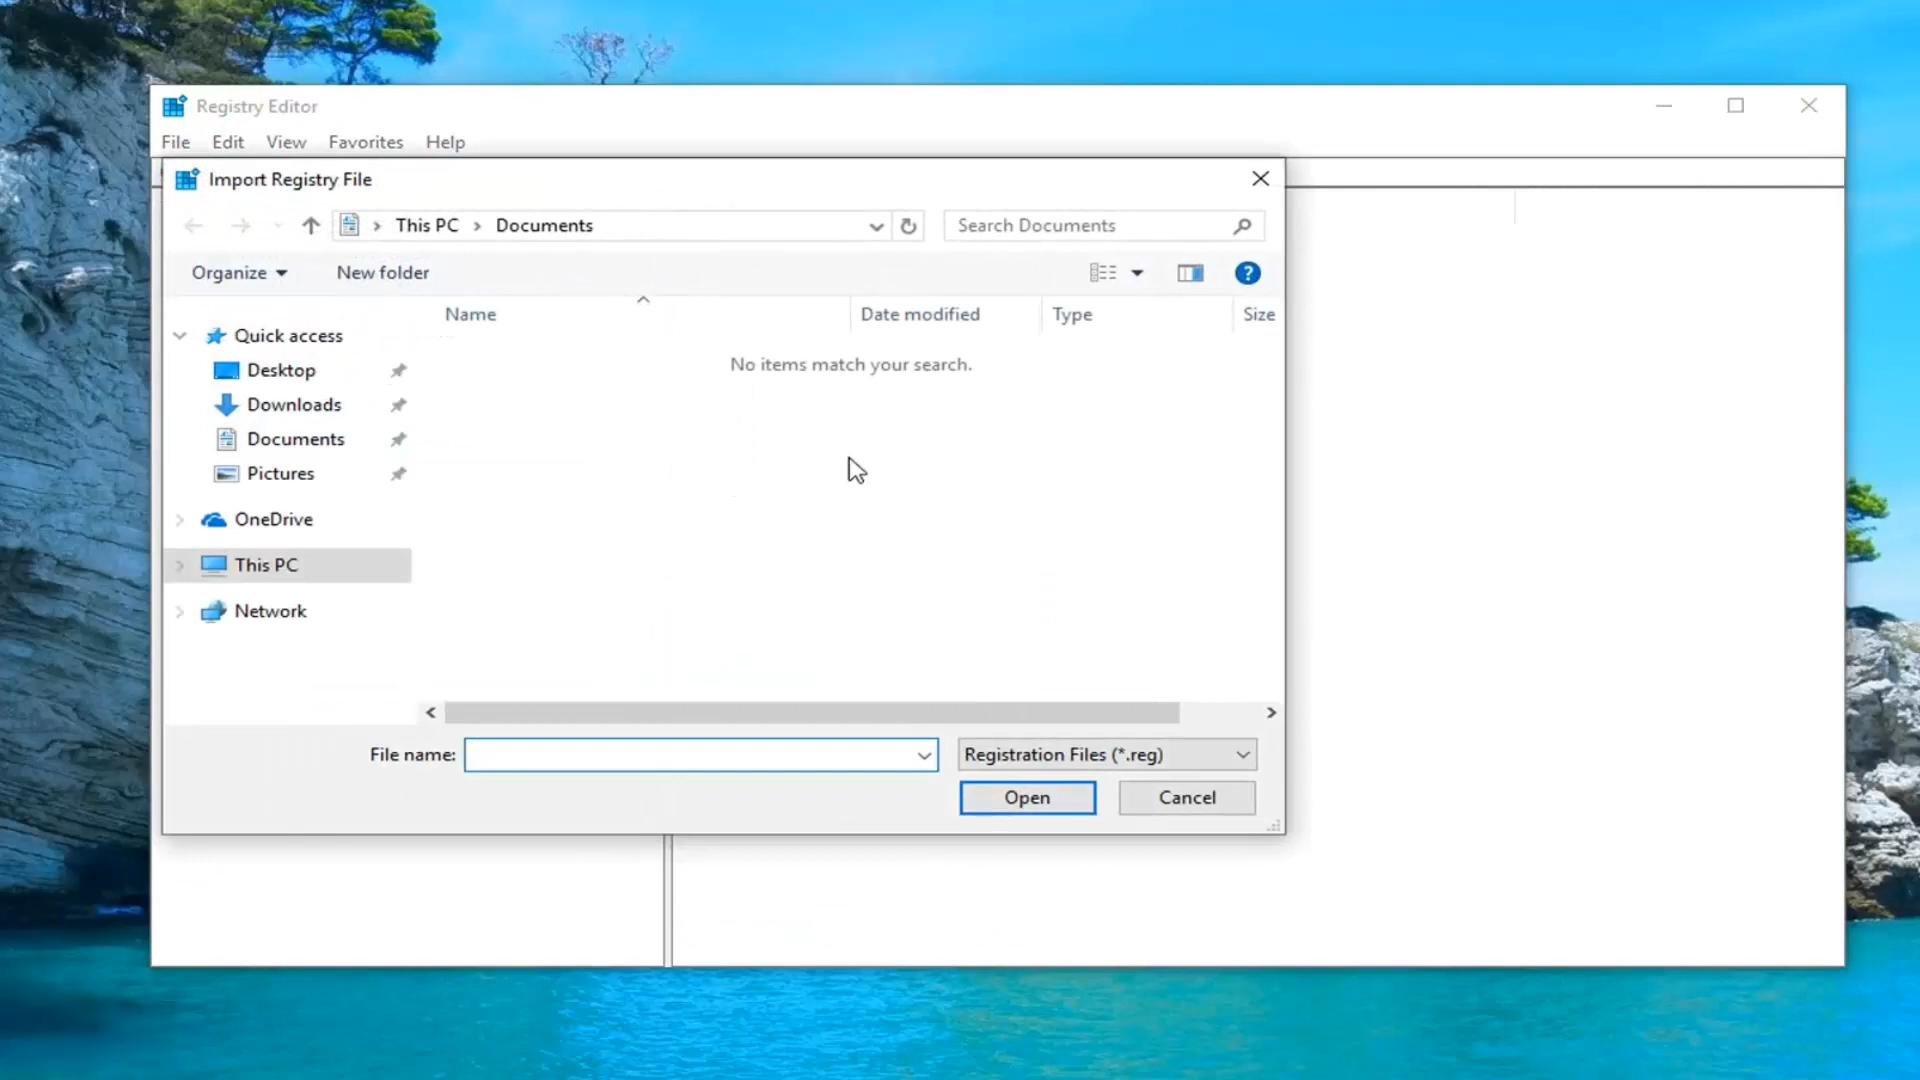 Registry Editor
File Edit View Favorites Help
Import Registry File
This PC Documents Search Documents
Organize New folder
Name Date modified Type Size
Quick access
No items match your search.
Desktop
Downloads
Documents
Pictures
OneDrive
This PC
Network
File name: Registration Files (*.reg)
Open Cancel